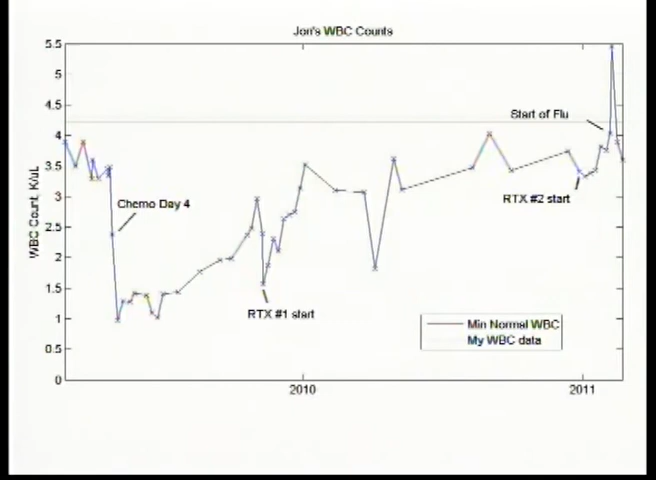 Jon's WBC Counts
WBC Count, K/uL
5.5
5
4.5
4
3.5
3
2.5
2
1.5
1
0.5
0
Start of Flu
Chemo Day 4
RTX #2 start
RTX #1 start
Min Normal WBC
My WBC data
2010
2011